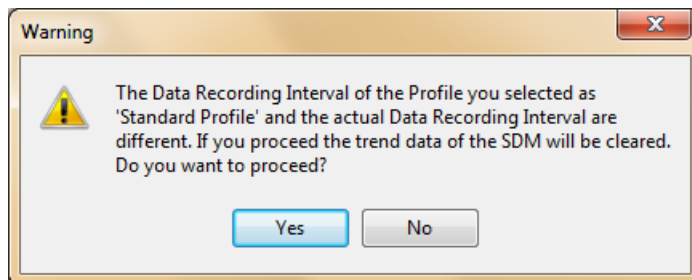 Warning
The Data Recording Interval of the Profile you selected as
'Standard Profile' and the actual Data Recording Interval are
different. If you proceed the trend data of the SDM will be cleared.
Do you want to proceed?
Yes No